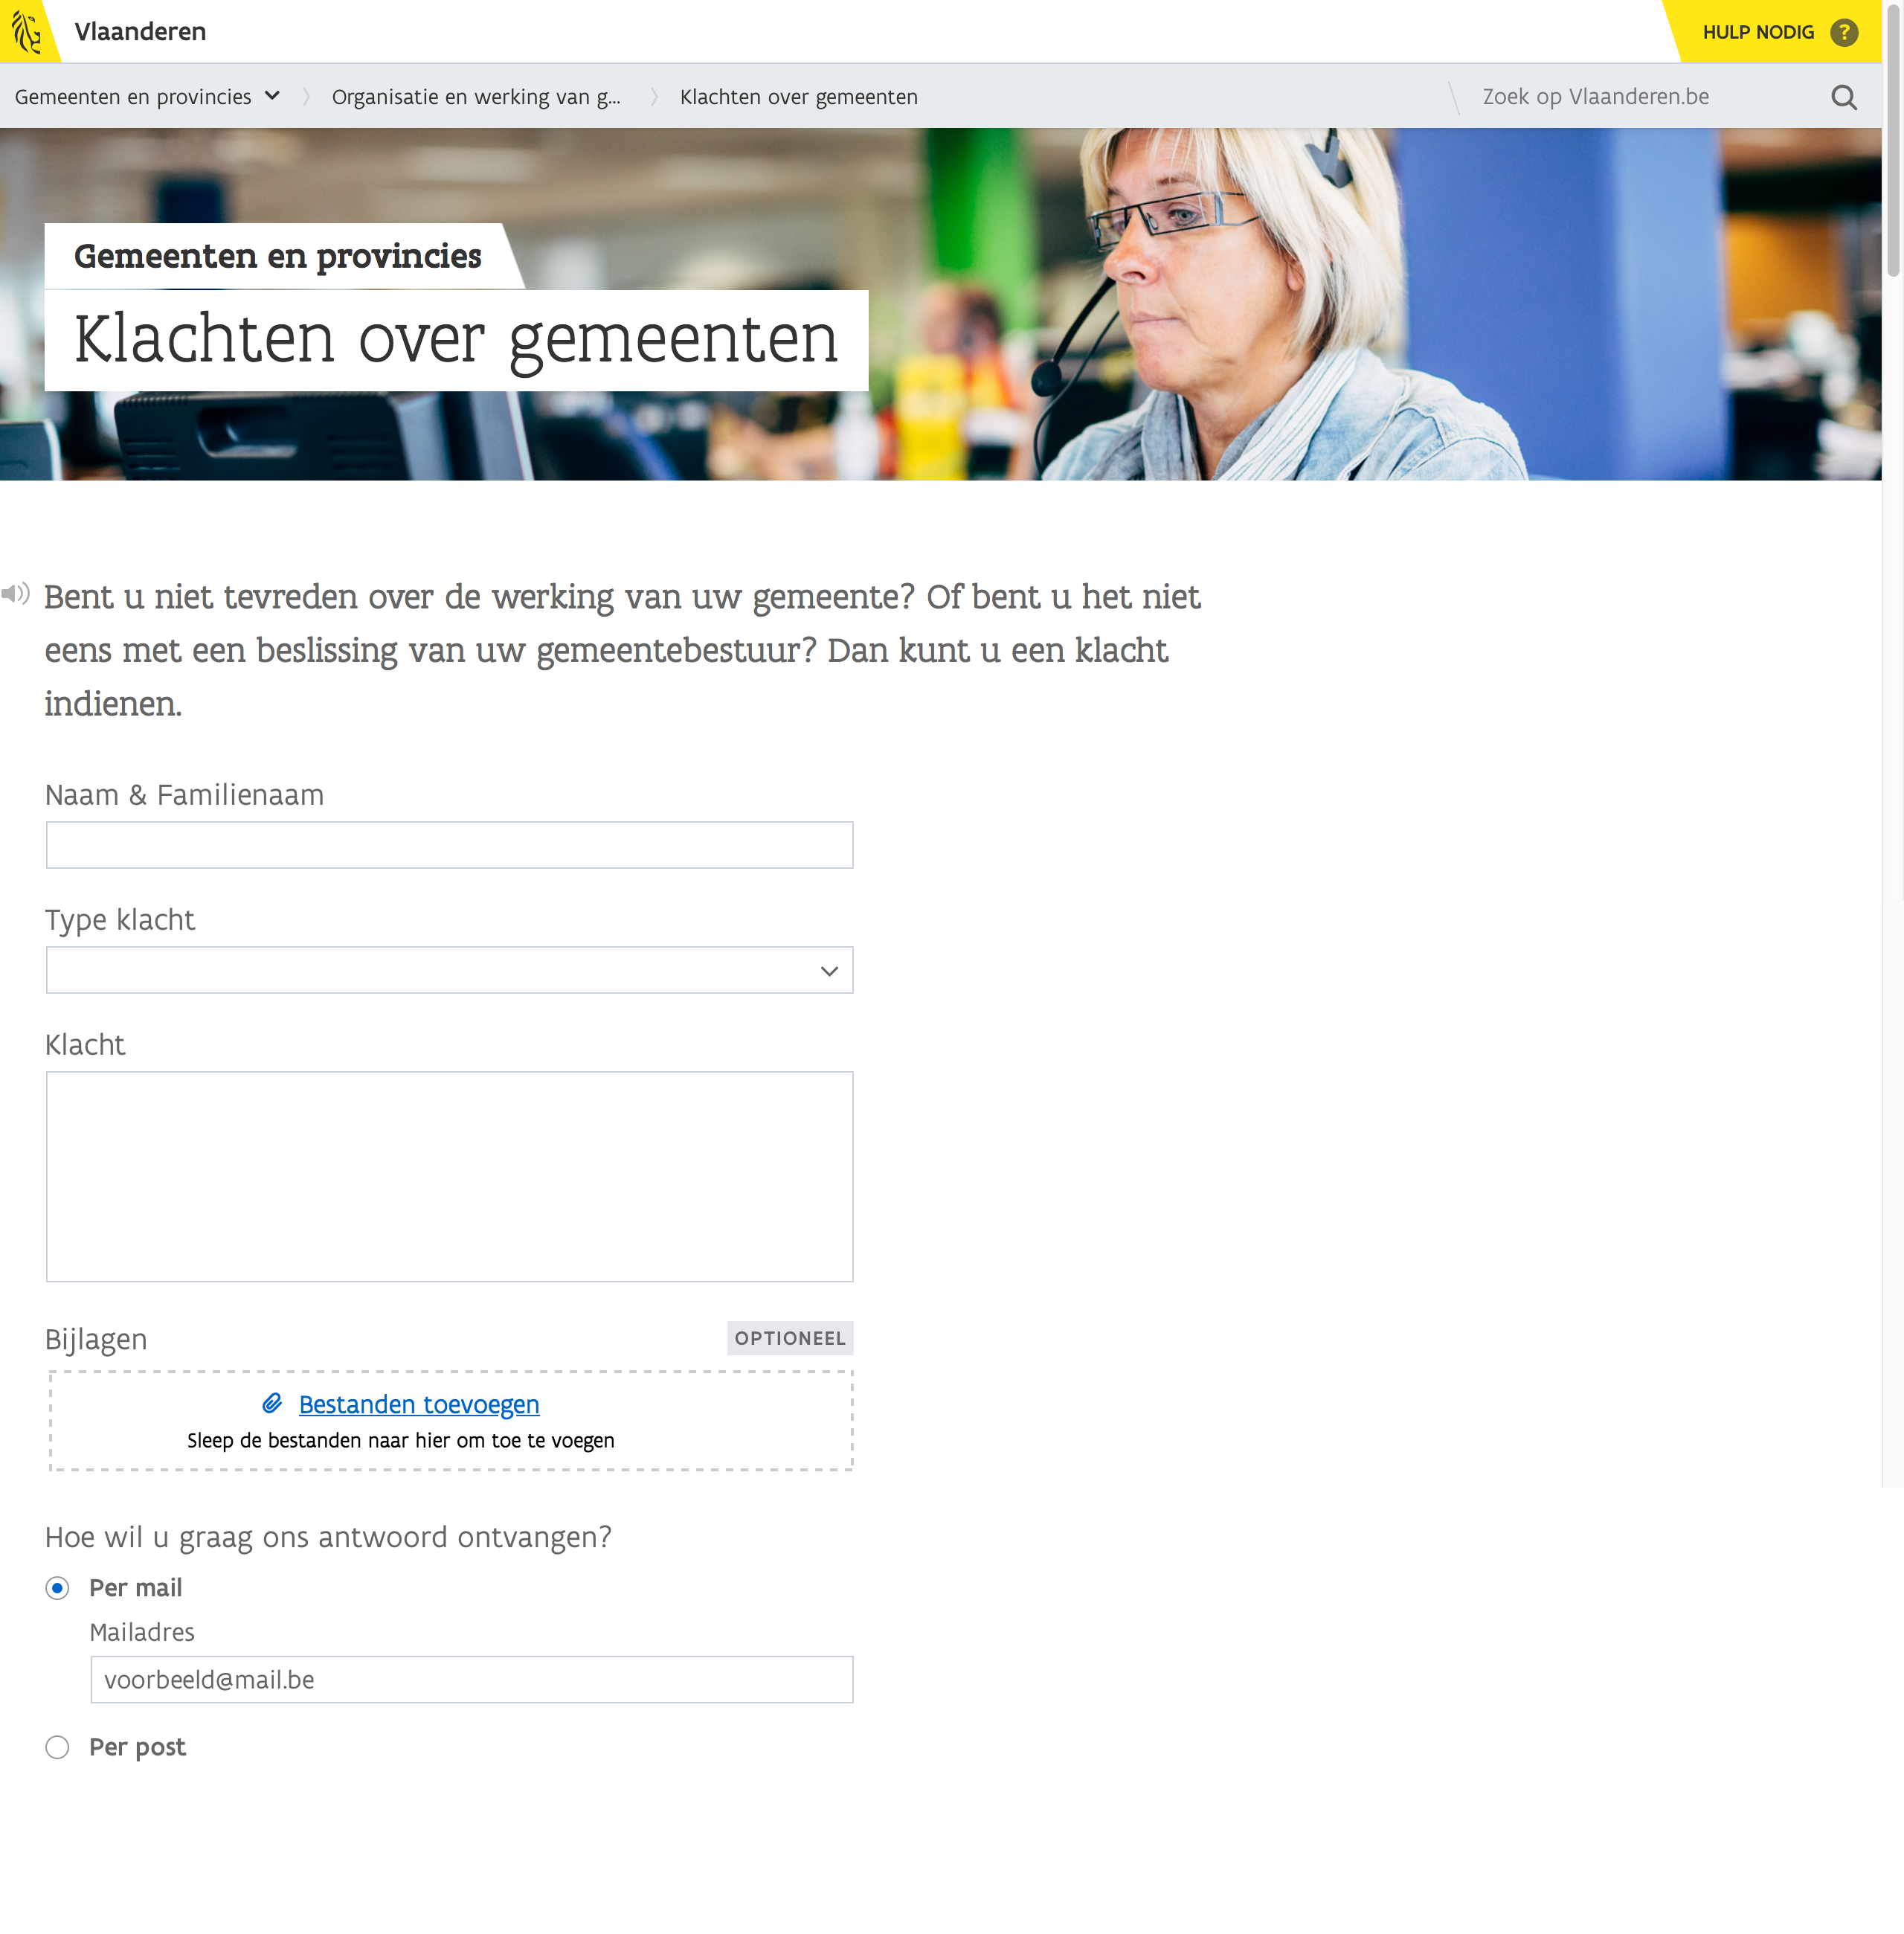 Vlaanderen
HULP NODIG ?
Gemeenten en provincies
Organisatie en werking van g...
Klachten over gemeenten
Zoek op Vlaanderen.be
Gemeenten en provincies
Klachten over gemeenten
Bent u niet tevreden over de werking van uw gemeente? Of bent u het niet
eens met een beslissing van uw gemeentebestuur? Dan kunt u een klacht
indienen.
Naam & Familienaam
Type klacht
Klacht
Bijlagen
OPTIONEEL
Bestanden toevoegen
Sleep de bestanden naar hier om toe te voegen
Hoe wil u graag ons antwoord ontvangen?
Per mail
Mailadres
voorbeeld@mail.be
Per post